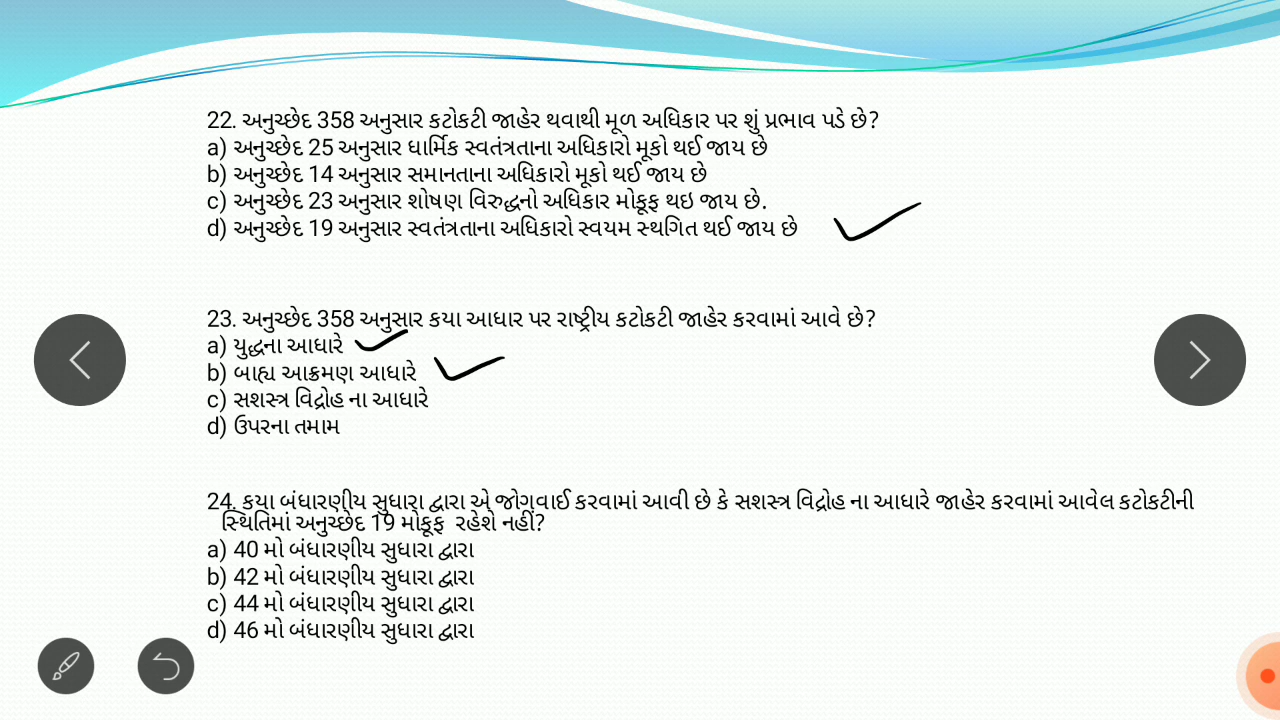 22. અનુચ્છેદ 358 અનુસાર કટોકટી જાહેર થવાથી મૂળ અધિકાર પર શું પ્રભાવ પડે છે?
a) અનુચ્છેદ 25 અનુસાર ધાર્મિક સ્વતંત્રતાના અધિકારો મૂકો થઈ જાય છે
b) અનુચ્છેદ 14 અનુસાર સમાનતાના અધિકારો મૂકો થઈ જાય છે
c) અનુચ્છેદ 23 અનુસાર શોષણ વિરુદ્ધનો અધિકાર મોકૂફ થઇ જાય છે.
d) અનુચ્છેદ 19 અનુસાર સ્વતંત્રતાના અધિકારો સ્વયમ સ્થગિત થઈ જાય છે
23. અનુચ્છેદ 358 અનુસાર કયા આધાર પર રાષ્ટ્રીય કટોકટી જાહેર કરવામાં આવે છે?
a) યુદ્ધના આધારે
b) બાહ્ય આક્રમણ આધારે
c) સશસ્ત્ર વિદ્રોહ ના આધારે
d) ઉપરના તમામ
24. કયા બંધારણીય સુધારા દ્વારા એ જોગવાઈ કરવામાં આવી છે કે સશસ્ત્ર વિદ્રોહ ના આધારે જાહેર કરવામાં આવેલ કટોકટીની
સ્થિતિમાં અનુચ્છેદ 19 મોકૂફ રહેશે નહીં?
a) 40 મો બંધારણીય સુધારા દ્વારા
b) 42 મો બંધારણીય સુધારા દ્વારા
c) 44 મો બંધારણીય સુધારા દ્વારા
d) 46 મો બંધારણીય સુધારા દ્વારા